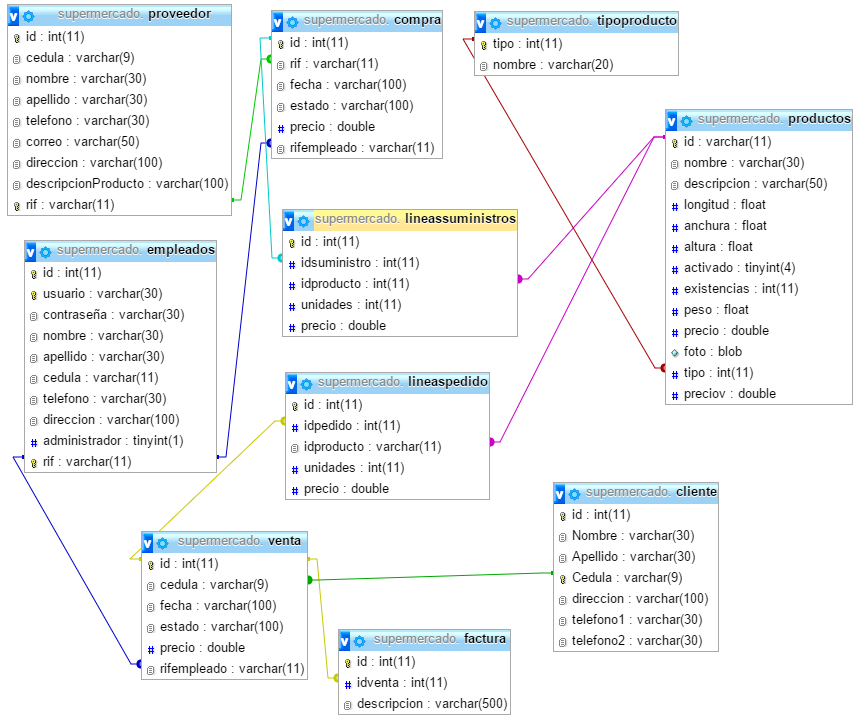 supermercado. proveedor
id : int(11)
cedula : varchar(9)
nombre : varchar(30)
apellido : varchar(30)
telefono : varchar(30)
correo : varchar(50)
direccion : varchar(100)
descripcionProducto : varchar(100)
rif : varchar(11)
supermercado. compra
id : int(11)
rif : varchar(11)
fecha : varchar(100)
estado : varchar(100)
# precio : double
rifempleado : varchar(11)
supermercado. tipoproducto
tipo : int(11)
nombre : varchar(20)
supermercado. productos
id : varchar(11)
nombre : varchar(30)
descripcion : varchar(50)
# longitud : float
# anchura : float
# altura : float
# activado : tinyint(4)
# existencias : int(11)
# peso : float
# precio : double
foto : blob
# tipo : int(11)
# preciov : double
supermercado. lineassuministros
id : int(11)
# idsuministro : int(11)
# idproducto : int(11)
# unidades : int(11)
# precio : double
supermercado. empleados
id : int(11)
usuario : varchar(30)
contraseña : varchar(30)
nombre : varchar(30)
apellido : varchar(30)
cedula : varchar(11)
telefono : varchar(30)
direccion : varchar(100)
# administrador : tinyint(1)
rif : varchar(11)
supermercado. lineaspedido
id : int(11)
# idpedido : int(11)
idproducto : varchar(11)
# unidades : int(11)
# precio : double
supermercado. cliente
id : int(11)
Nombre : varchar(30)
Apellido : varchar(30)
Cedula : varchar(9)
direccion : varchar(100)
telefono1 : varchar(30)
telefono2 : varchar(30)
supermercado. venta
id : int(11)
cedula : varchar(9)
fecha : varchar(100)
estado : varchar(100)
# precio : double
rifempleado : varchar(11)
supermercado. factura
id : int(11)
# idventa : int(11)
descripcion : varchar(500)